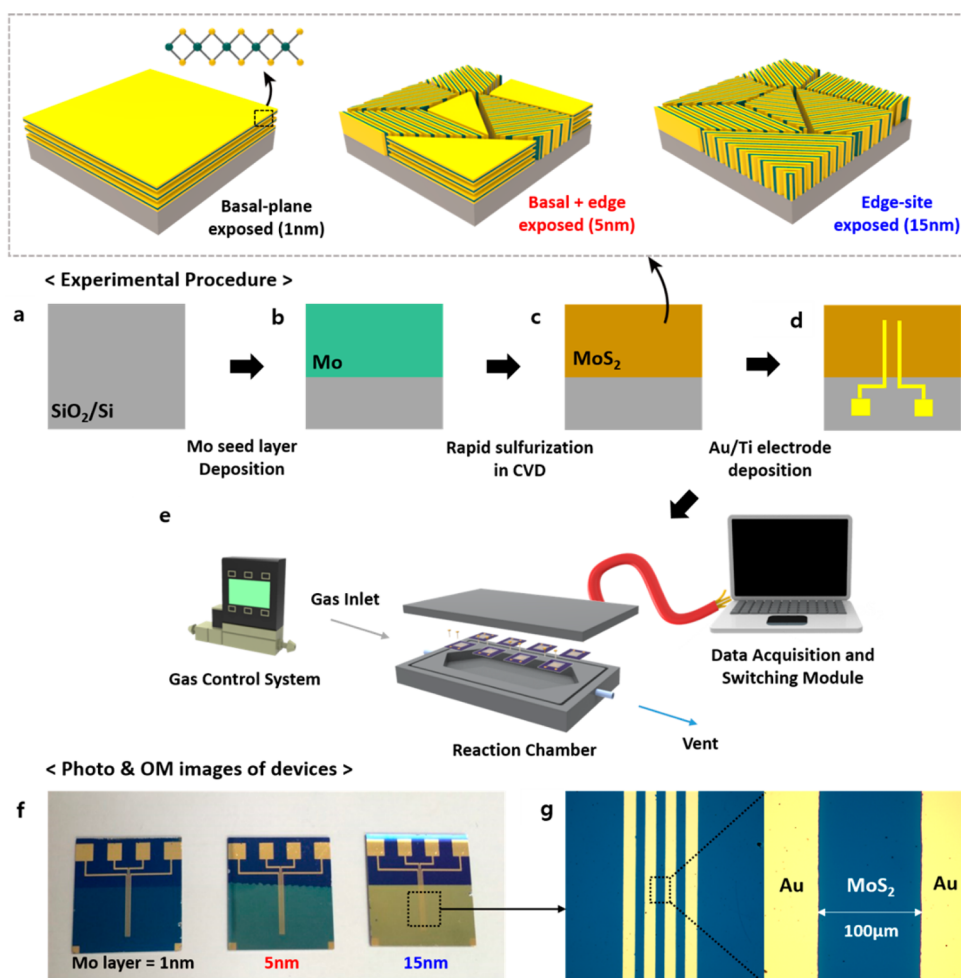 Basal-plane
exposed (1nm)
Basal + edge
exposed (5nm)
Edge-site
exposed (15nm)
< Experimental Procedure >
a
b
c
d
SiO₂/Si
Mo
MoS₂
Mo seed layer
Deposition
Rapid sulfurization
in CVD
Au/Ti electrode
deposition
e
Gas Inlet
Gas Control System
Reaction Chamber
Vent
Data Acquisition and
Switching Module
< Photo & OM images of devices >
f
Mo layer = 1nm
5nm
15nm
g
Au
MoS₂
Au
100μm